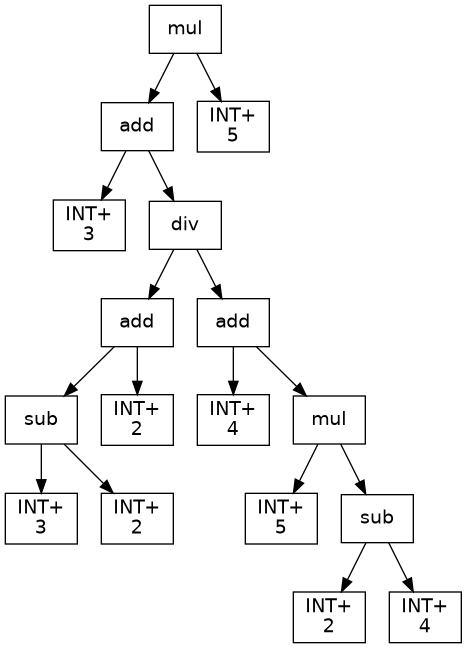 mul
add
INT+
5
INT+
3
div
add
add
sub
INT+
2
INT+
4
mul
INT+
3
INT+
2
INT+
5
sub
INT+
2
INT+
4